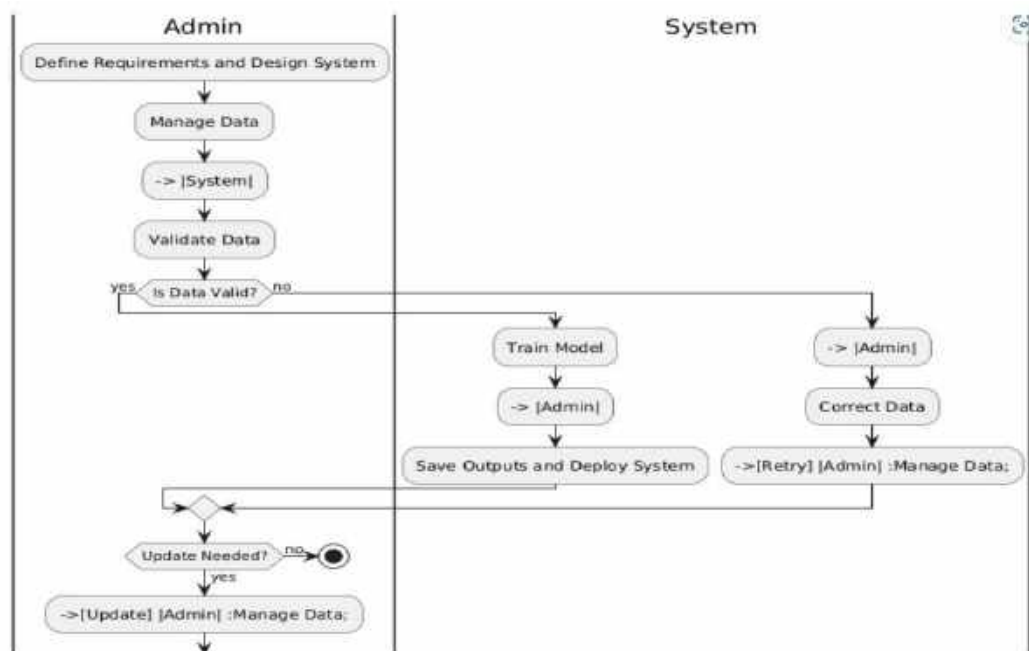 Admin
System
Define Requirements and Design System
Manage Data
-> |System|
Validate Data
yes
Is Data Valid?
no
Train Model
-> |Admin|
-> |Admin|
Correct Data
Save Outputs and Deploy System
->[Retry] |Admin| :Manage Data;
Update Needed?
no
yes
->[Update] |Admin| :Manage Data;